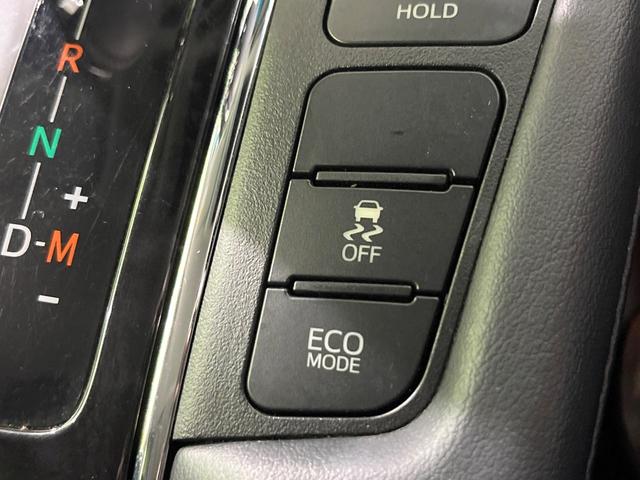 HOLD
R
N
+
D-M
-
OFF
ECO
MODE